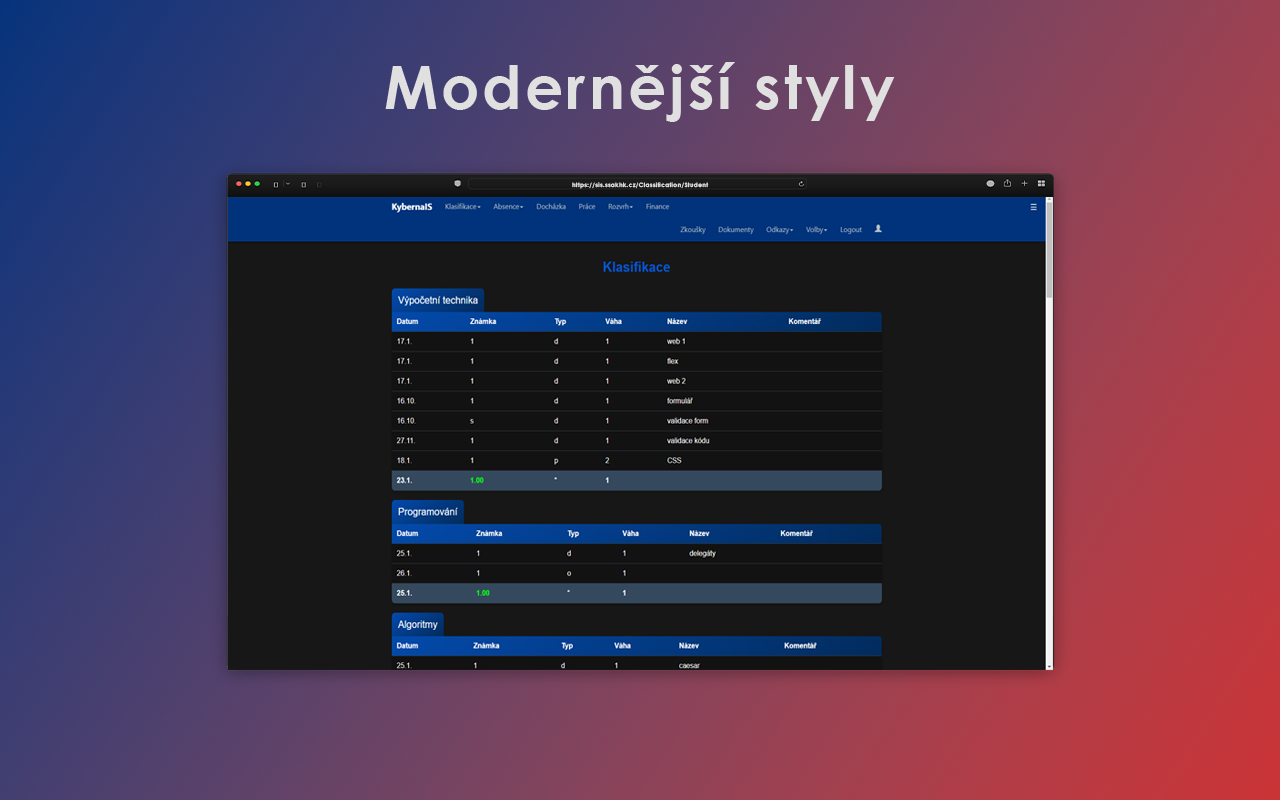 Modernější styly
https://sis.ssakhk.cz/Classification/Student
KybernaIS Klasifikace Absence Docházka Práce Rozvrh Finance
Zkoušky Dokumenty Odkazy Volby Logout
Klasifikace
Výpočetní technika
Datum Známka Typ Váha Název Komentář
17.1. 1 d 1 web 1
17.1. 1 d 1 flex
17.1. 1 d 1 web 2
16.10. 1 d 1 formulář
16.10. s d 1 validace form
27.11. 1 d 1 validace kódu
18.1. 1 p 2 CSS
23.1. 1.00 * 1
Programování
Datum Známka Typ Váha Název Komentář
25.1. 1 d 1 delegáty
26.1. 1 o 1
25.1. 1.00 * 1
Algoritmy
Datum Známka Typ Váha Název Komentář
25.1. 1 d 1 caesar